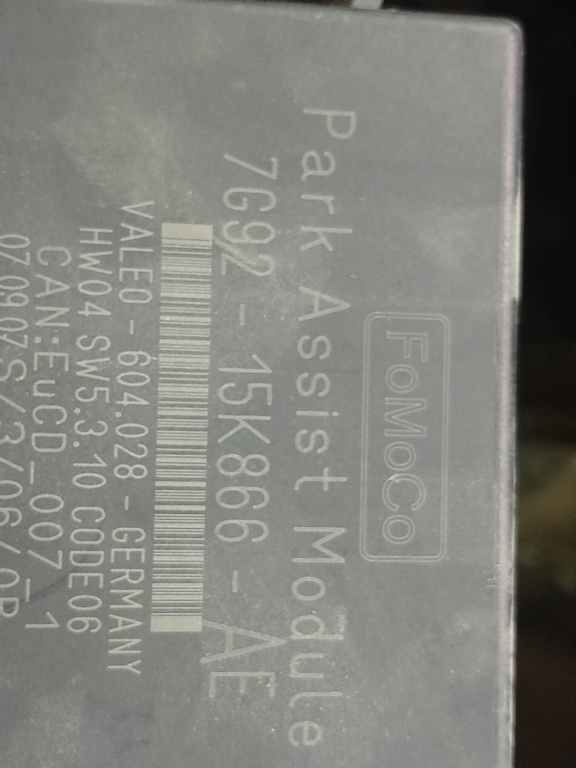 FoMoCo
Park Assist Module
7G92 - 15K866 - AE
VALEO - 604.028 - GERMANY
HW04 SW5.3.10 CODE06
CAN:EuCD_007_1